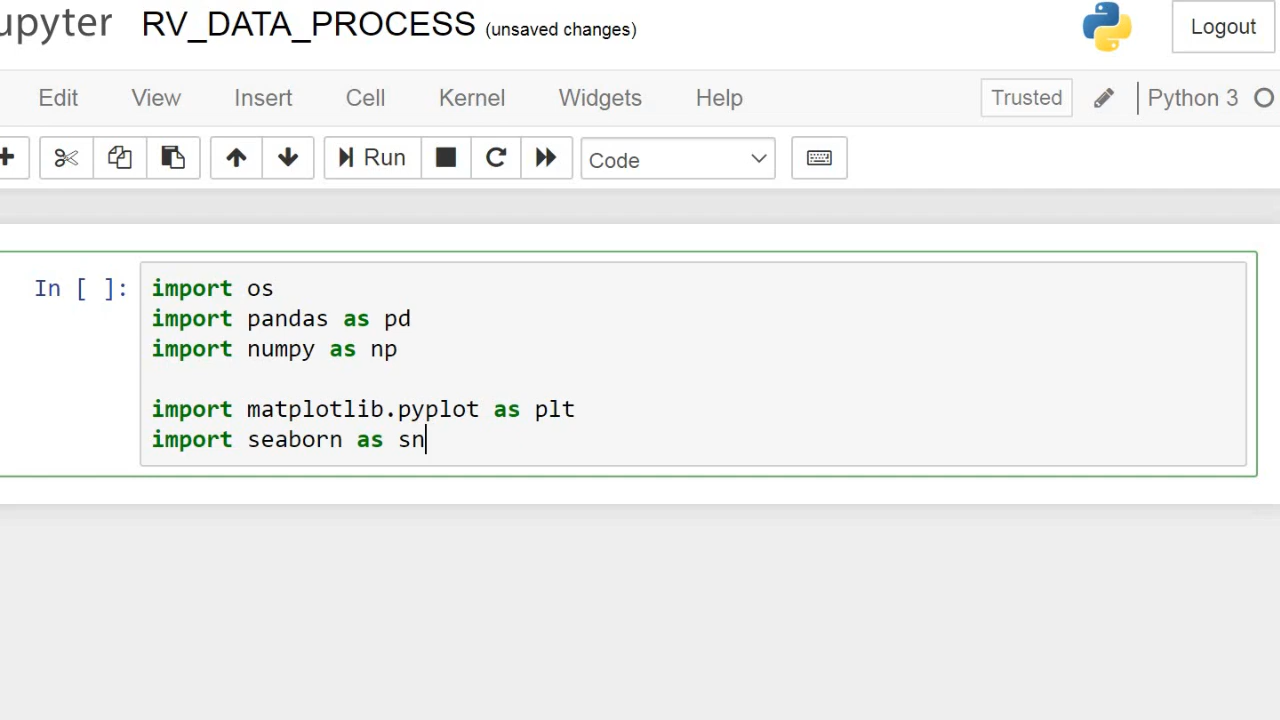 upyter RV_DATA_PROCESS (unsaved changes) Logout
Edit View Insert Cell Kernel Widgets Help Trusted Python 3
Run Code
In [ ]:
import os
import pandas as pd
import numpy as np
import matplotlib.pyplot as plt
import seaborn as sn